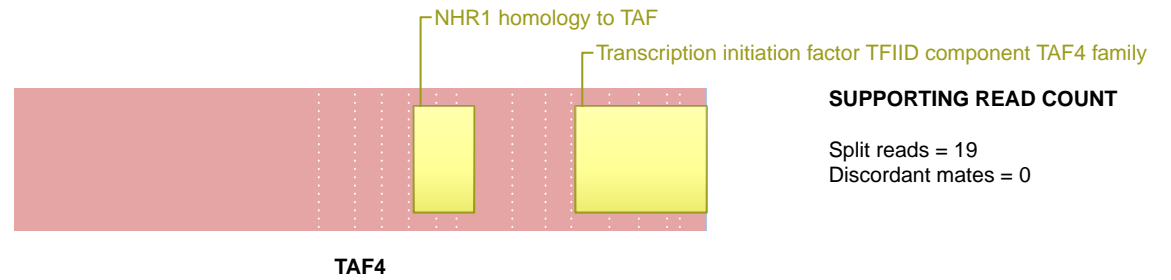 NHR1 homology to TAF
Transcription initiation factor TFIID component TAF4 family
SUPPORTING READ COUNT
Split reads = 19
Discordant mates = 0
TAF4